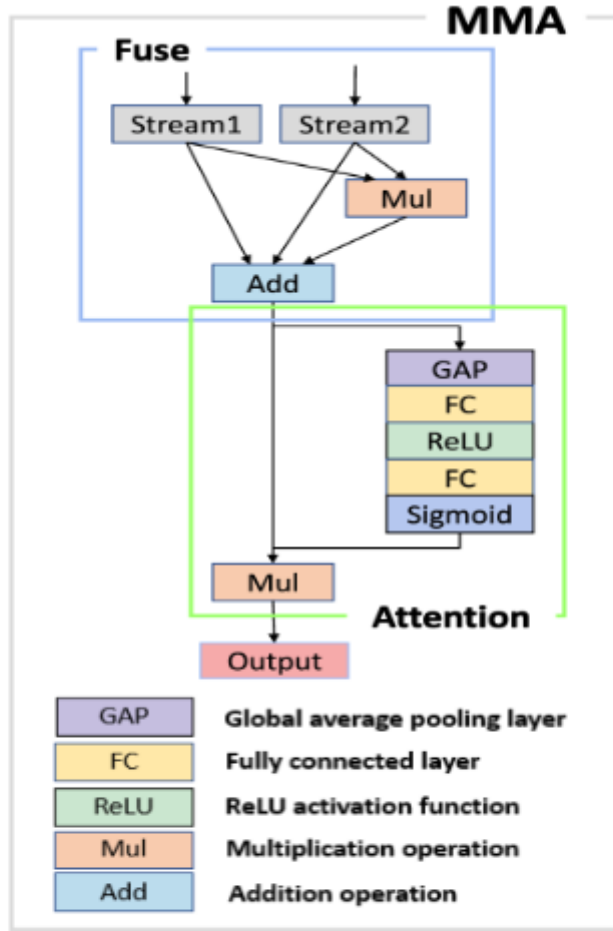 MMA
Fuse
Stream1 Stream2
Mul
Add
GAP
FC
ReLU
FC
Sigmoid
Mul
Attention
Output
GAP Global average pooling layer
FC Fully connected layer
ReLU ReLU activation function
Mul Multiplication operation
Add Addition operation